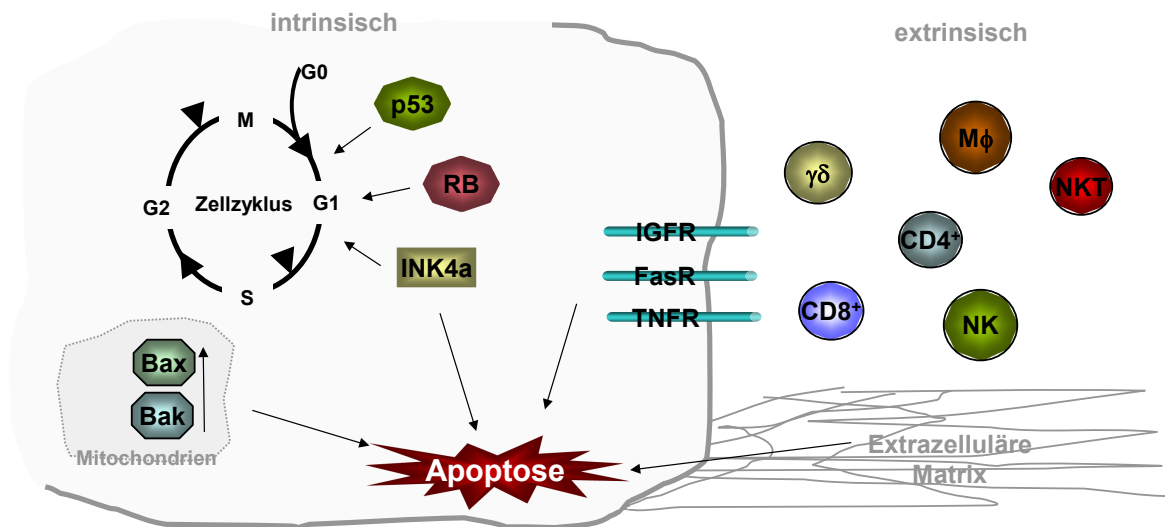 intrinsisch
extrinsisch
G0
p53
M
Mϕ
γδ
NKT
RB
G2
Zellzyklus
G1
IGFR
CD4⁺
INK4a
FasR
S
CD8⁺
TNFR
NK
Bax
Bak
Mitochondrien
Apoptose
Extrazelluläre
Matrix